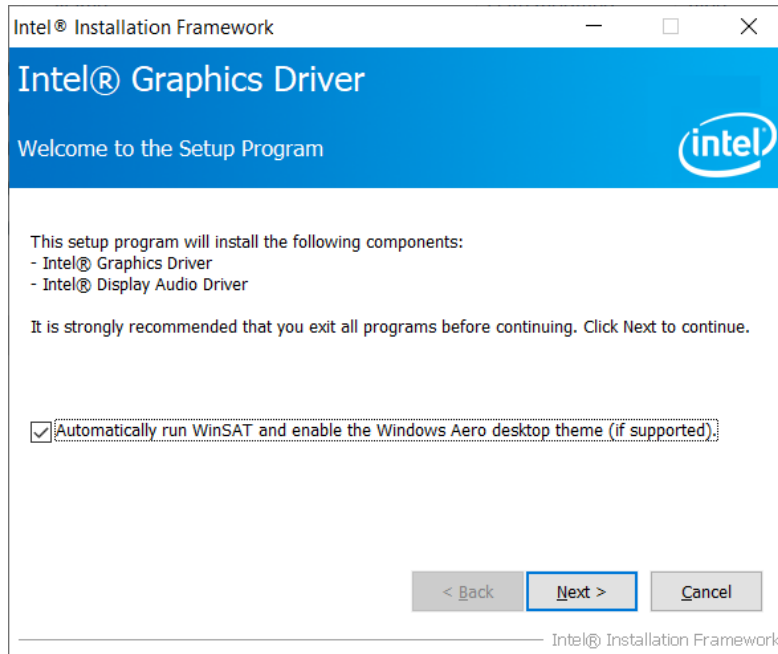 Intel® Installation Framework
Intel® Graphics Driver
Welcome to the Setup Program
intel
This setup program will install the following components:
- Intel® Graphics Driver
- Intel® Display Audio Driver
It is strongly recommended that you exit all programs before continuing. Click Next to continue.
Automatically run WinSAT and enable the Windows Aero desktop theme (if supported).
< Back Next > Cancel
Intel® Installation Framework